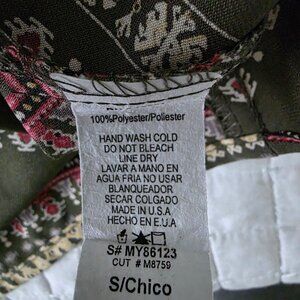 100%Polyester/Poliester
HAND WASH COLD
DO NOT BLEACH
LINE DRY
LAVAR A MANO EN
AGUA FRIA NO USAR
BLANQUEADOR
SECAR COLGADO
MADE IN U.S.A
HECHO EN E.U.A
S# MY86123
CUT # M8759
S/Chico